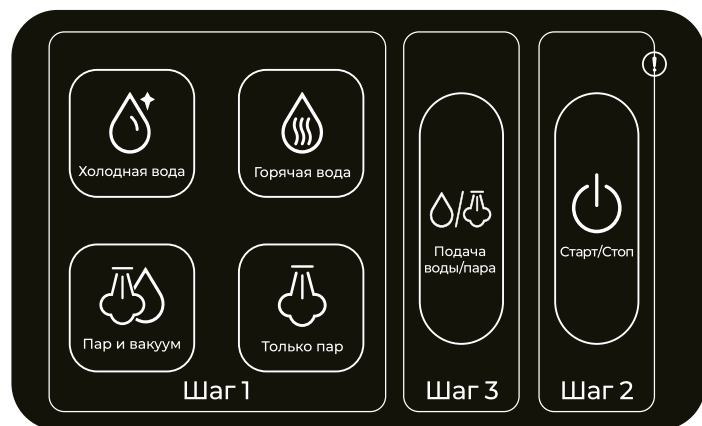 Холодная вода
Горячая вода
Пар и вакуум
Только пар
Шаг 1
Подача
воды/пара
Шаг 3
Старт/Стоп
Шаг 2